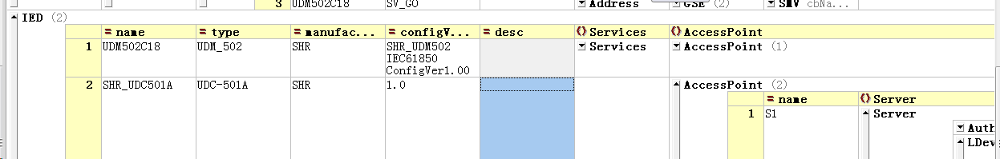 3 UDM502C18 SV_GO Address GSE (2) SMV cbNa...
IED (2)
= name = type = manufac... = configV... = desc Services AccessPoint
1 UDM502C18 UDM_502 SHR SHR_UDM502 Services AccessPoint (1)
IEC61850
ConfigVer1.00
2 SHR_UDC501A UDC-501A SHR 1.0 AccessPoint (2)
= name Server
1 S1 Server
Auth
LDev